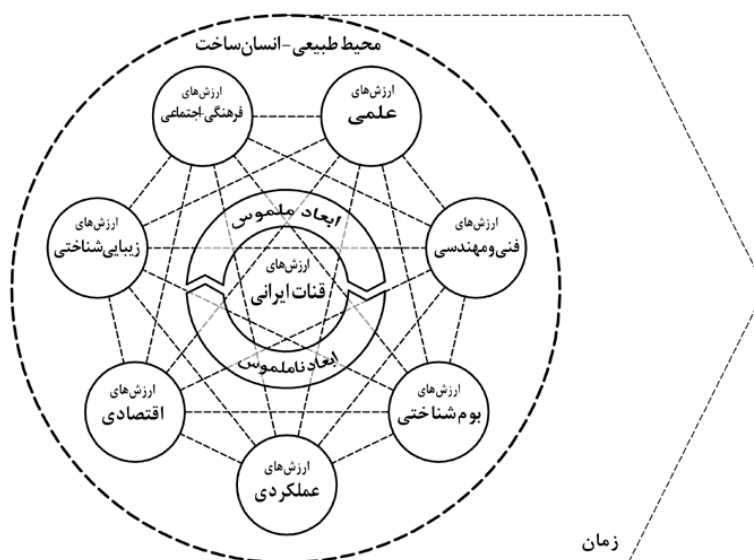 محیط طبیعی - انسان‌ساخت
ارزش‌های
علمی
ارزش‌های
فرهنگی-اجتماعی
ارزش‌های
فنی و مهندسی
ارزش‌های
زیبایی‌شناختی
ابعاد ملموس
ارزش‌های
قنات ایرانی
ابعاد ناملموس
ارزش‌های
بوم‌شناختی
ارزش‌های
اقتصادی
ارزش‌های
عملکردی
زمان